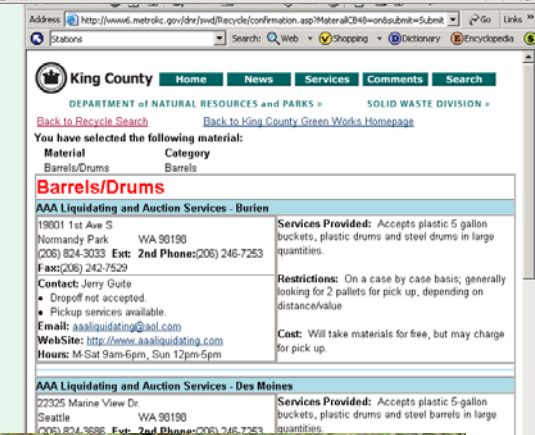 Address http://www6.metrokc.gov/dnr/swd/Recycle/confirmation.asp?MaterialCB48=on&submit=Submit Go Links »
Stations Search: Web Shopping Dictionary Encyclopedia
King County Home News Services Comments Search
DEPARTMENT of NATURAL RESOURCES and PARKS » SOLID WASTE DIVISION »
Back to Recycle Search Back to King County Green Works Homepage
You have selected the following material:
Material Category
Barrels/Drums Barrels
Barrels/Drums
AAA Liquidating and Auction Services - Burien
19801 1st Ave S
Normandy Park WA 98198
(206) 824-3033 Ext: 2nd Phone:(206) 246-7253
Fax:(206) 242-7529
Contact: Jerry Guite
• Dropoff not accepted.
• Pickup services available.
Email: aaaliquidating@aol.com
WebSite: http://www.aaaliquidating.com
Hours: M-Sat 9am-6pm, Sun 12pm-5pm
Services Provided: Accepts plastic 5 gallon
buckets, plastic drums and steel drums in large
quantities.
Restrictions: On a case by case basis; generally
looking for 2 pallets for pick up, depending on
distance/value
Cost: Will take materials for free, but may charge
for pick up.
AAA Liquidating and Auction Services - Des Moines
22325 Marine View Dr.
Seattle WA 98198
(206) 824-3686 Ext: 2nd Phone:(206) 246-7253
Services Provided: Accepts plastic 5-gallon
buckets, plastic drums and steel barrels in large
quantities.